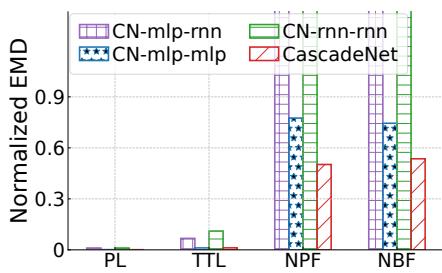 CN-mlp-rnn CN-rnn-rnn
CN-mlp-mlp CascadeNet
Normalized EMD
0.9
0.6
0.3
0
PL TTL NPF NBF